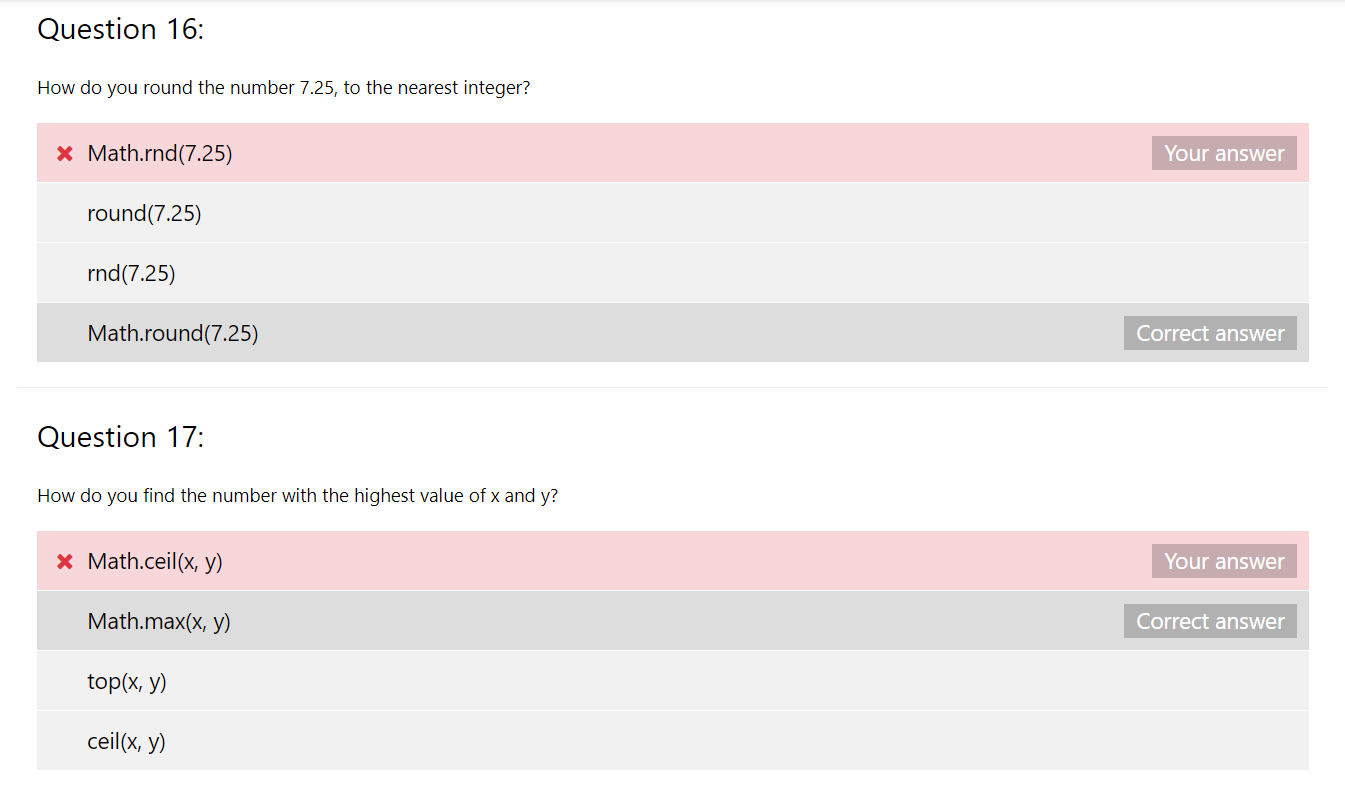 Question 16:
How do you round the number 7.25, to the nearest integer?
Math.rnd(7.25) Your answer
round(7.25)
rnd(7.25)
Math.round(7.25) Correct answer
Question 17:
How do you find the number with the highest value of x and y?
Math.ceil(x, y) Your answer
Math.max(x, y) Correct answer
top(x, y)
ceil(x, y)